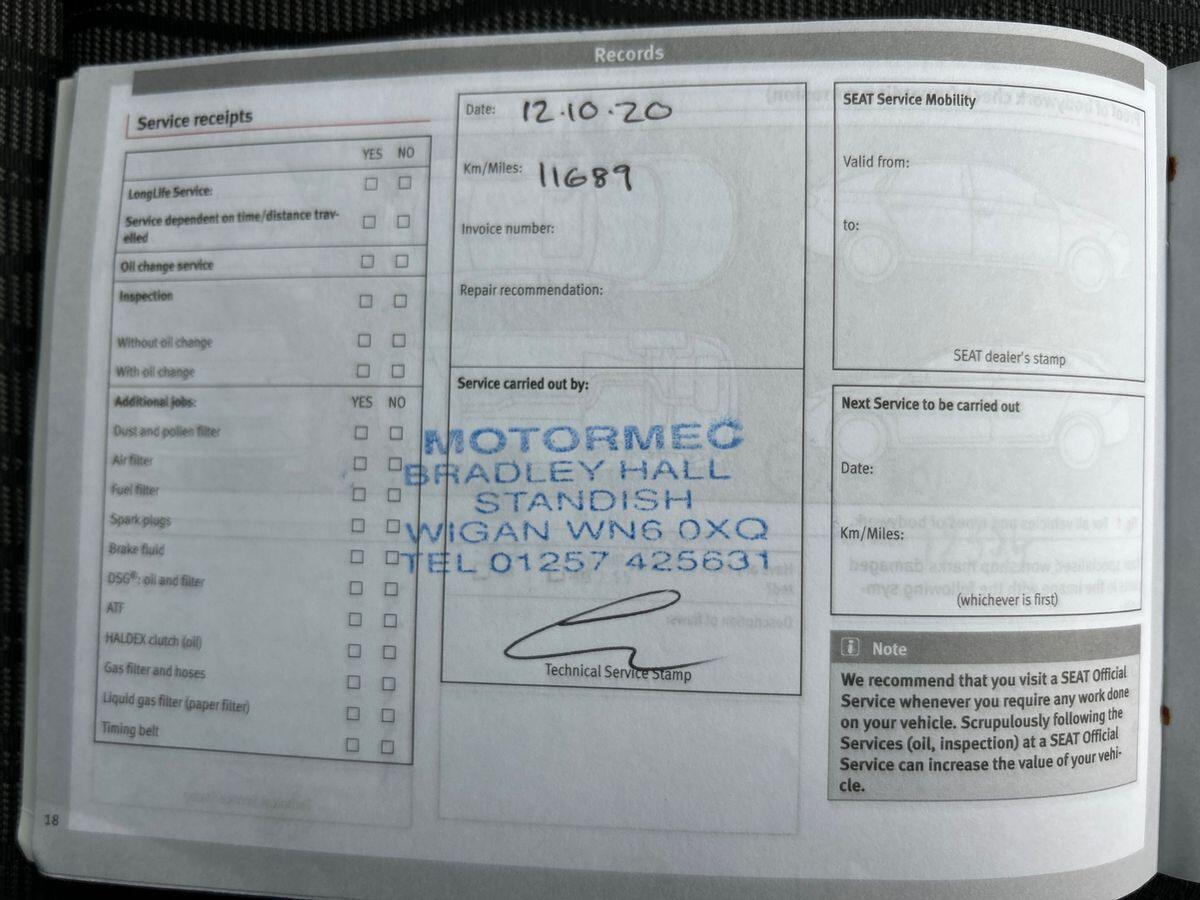 Records
Service receipts
YES NO
LongLife Service:
Service dependent on time/distance trav-
elled
Oil change service
Inspection
Without oil change
With oil change
Additional jobs: YES NO
Dust and pollen filter
Air filter
Fuel filter
Spark plugs
Brake fluid
DSG®: oil and filter
ATF
HALDEX clutch (oil)
Gas filter and hoses
Liquid gas filter (paper filter)
Timing belt
18
Date: 12.10.20
Km/Miles: 11689
Invoice number:
Repair recommendation:
Service carried out by:
MOTORMEC
BRADLEY HALL
STANDISH
WIGAN WN6 0XQ
TEL 01257 425631
Technical Service Stamp
SEAT Service Mobility
Valid from:
to:
SEAT dealer's stamp
Next Service to be carried out
Date:
Km/Miles:
(whichever is first)
i Note
We recommend that you visit a SEAT Official
Service whenever you require any work done
on your vehicle. Scrupulously following the
Services (oil, inspection) at a SEAT Official
Service can increase the value of your vehi-
cle.